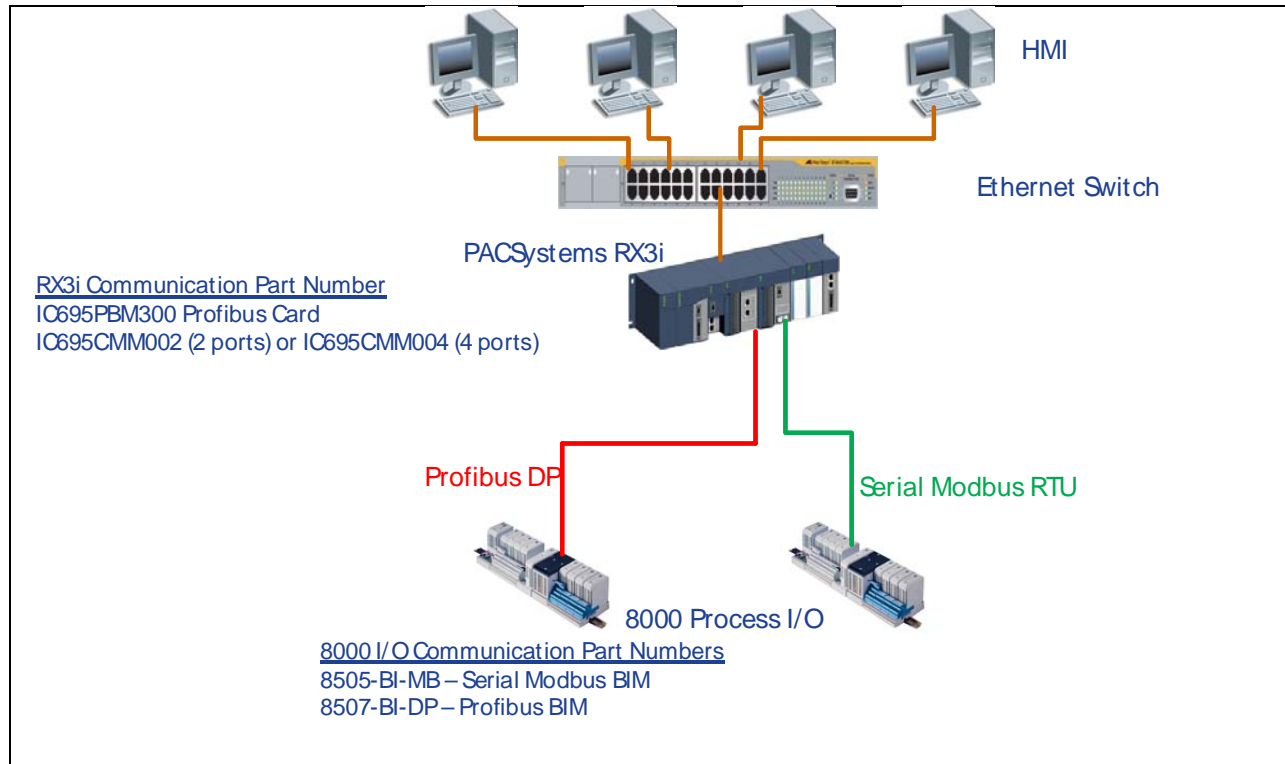 HMI
Ethernet Switch
PACSystems RX3i
RX3i Communication Part Number
IC695PBM300 Profibus Card
IC695CMM002 (2 ports) or IC695CMM004 (4 ports)
Profibus DP
Serial Modbus RTU
8000 Process I/O
8000 I/O Communication Part Numbers
8505-BI-MB – Serial Modbus BIM
8507-BI-DP – Profibus BIM